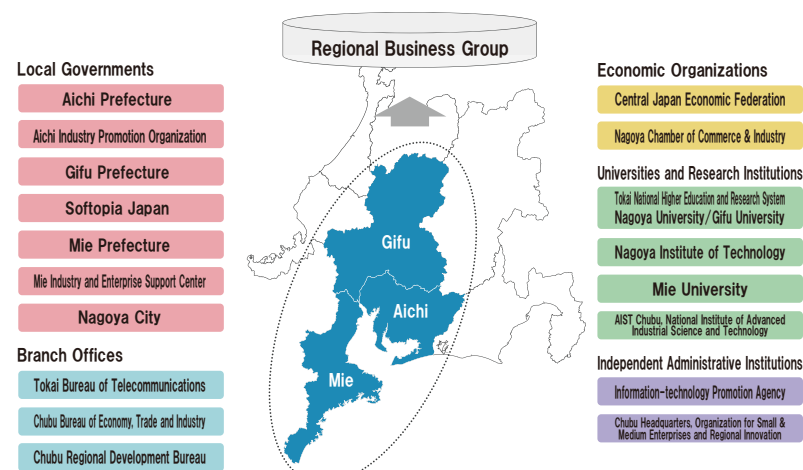 Regional Business Group
Local Governments
Aichi Prefecture
Aichi Industry Promotion Organization
Gifu Prefecture
Softopia Japan
Mie Prefecture
Mie Industry and Enterprise Support Center
Nagoya City
Branch Offices
Tokai Bureau of Telecommunications
Chubu Bureau of Economy, Trade and Industry
Chubu Regional Development Bureau
Gifu
Aichi
Mie
Economic Organizations
Central Japan Economic Federation
Nagoya Chamber of Commerce & Industry
Universities and Research Institutions
Tokai National Higher Education and Research System
Nagoya University/Gifu University
Nagoya Institute of Technology
Mie University
AIST Chubu, National Institute of Advanced
Industrial Science and Technology
Independent Administrative Institutions
Information-technology Promotion Agency
Chubu Headquarters, Organization for Small &
Medium Enterprises and Regional Innovation